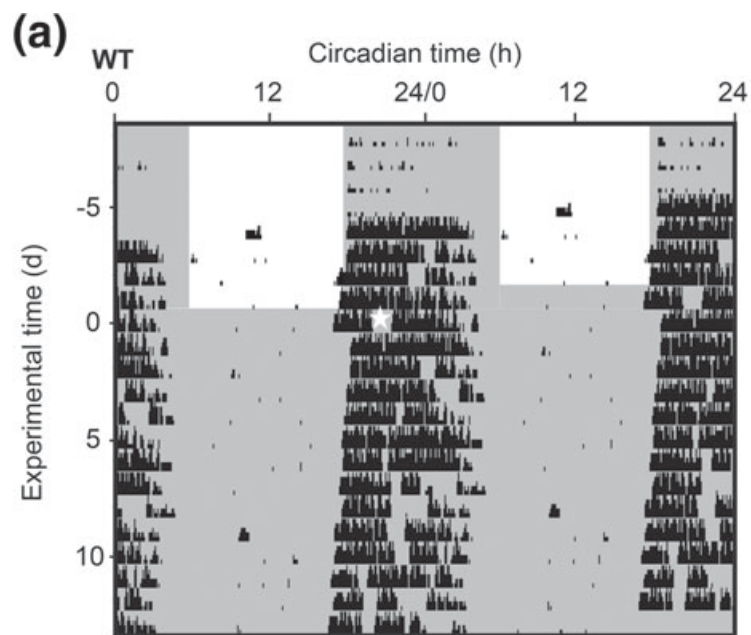 (a)
WT
Circadian time (h)
0 12 24/0 12 24
Experimental time (d)
-5
0
5
10